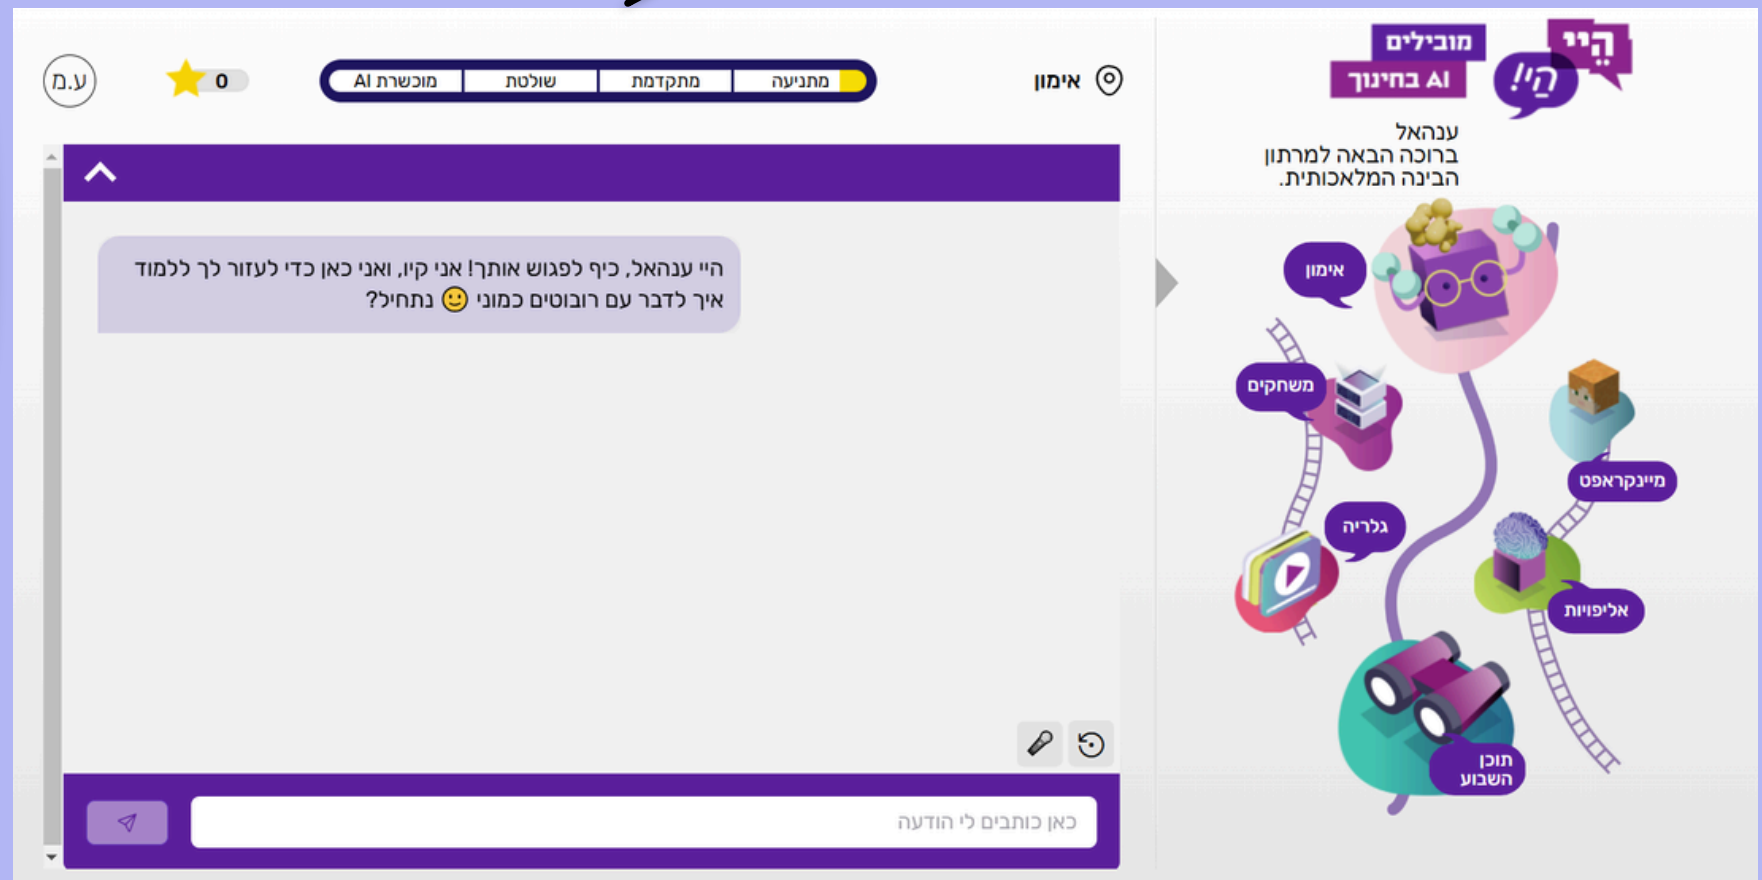 היי
הַי!
מובילים
AI בחינוך
ענהאל
ברוכה הבאה למרתון
הבינה המלאכותית.
אימון
משחקים
מיינקראפט
גלריה
אליפויות
תוכן
השבוע
אימון
מתניעה
מתקדמת
שולטת
מוכשרת AI
0
ע.מ
היי ענהאל, כיף לפגוש אותך! אני קיו, ואני כאן כדי לעזור לך ללמוד
איך לדבר עם רובוטים כמוני 🙂 נתחיל?
כאן כותבים לי הודעה